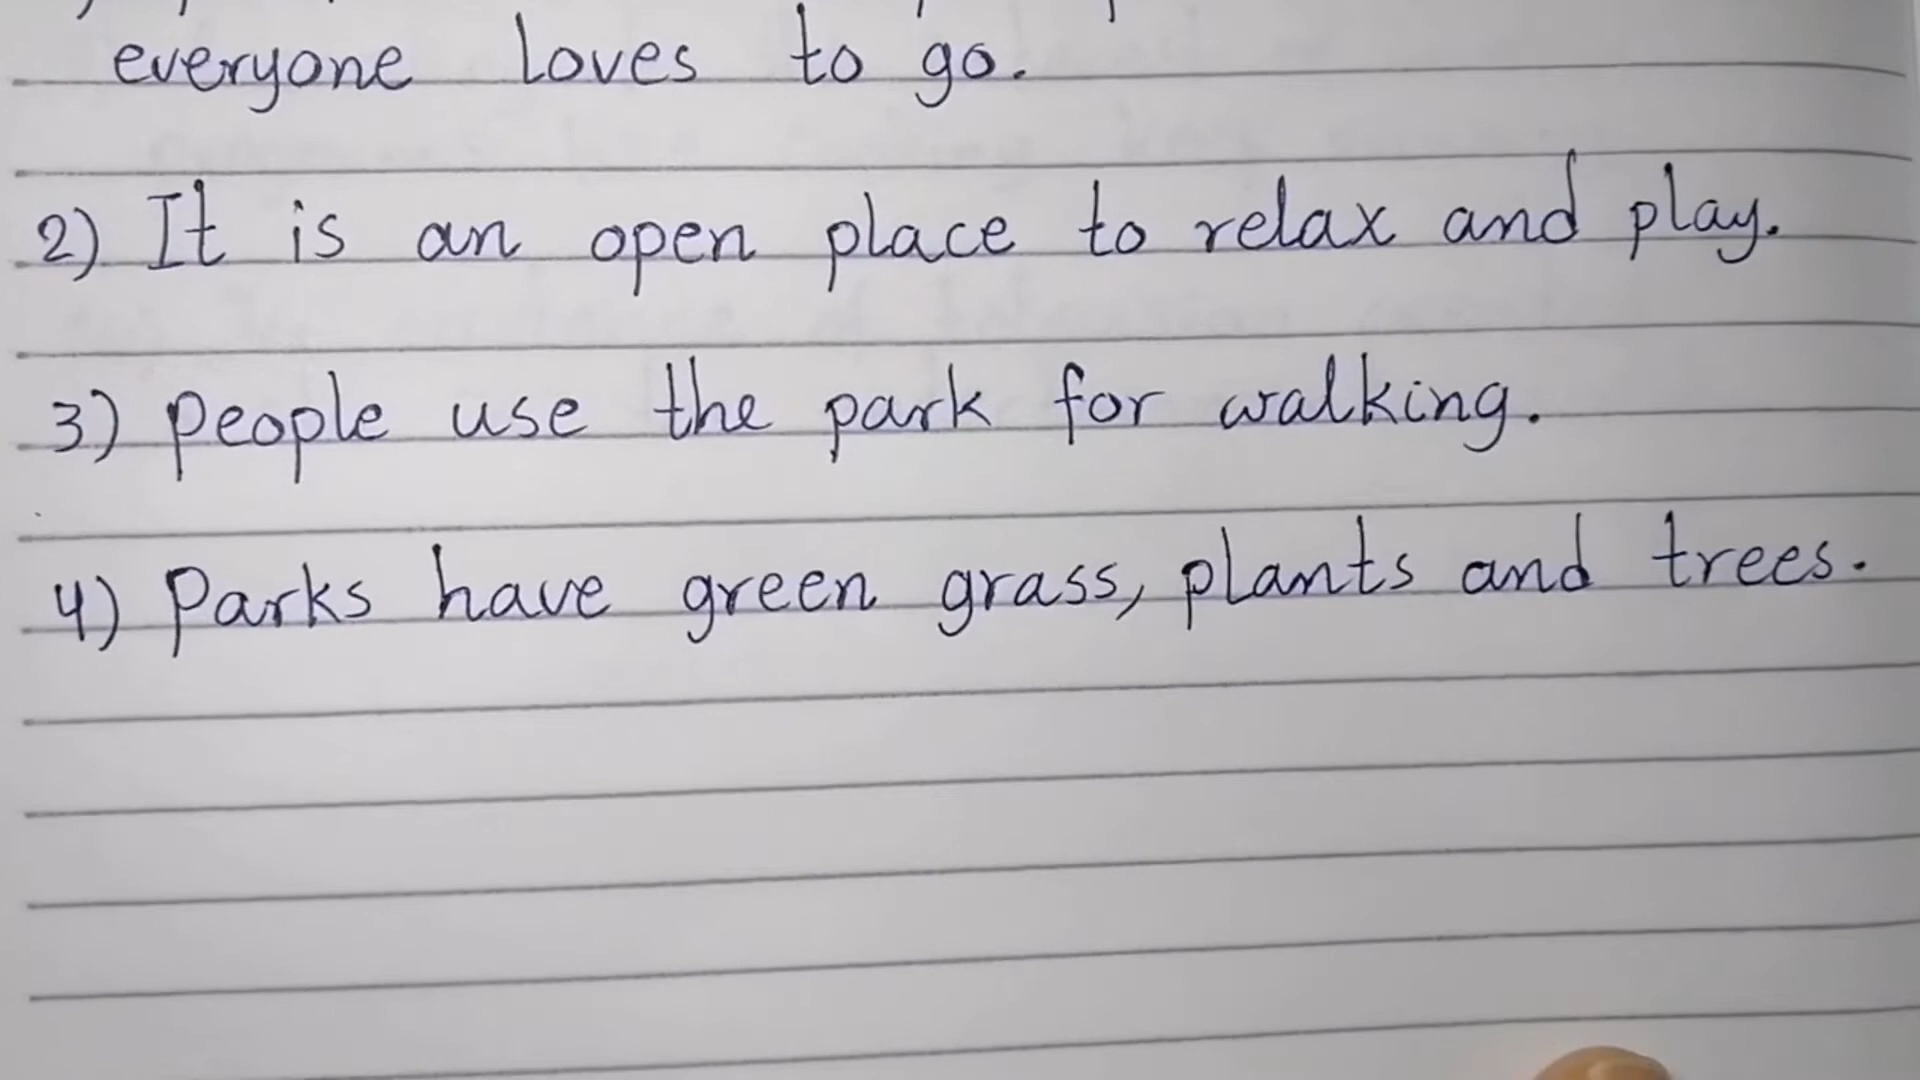 everyone loves to go.
2) It is an open place to relax and play.
3) People use the park for walking.
4) Parks have green grass, plants and trees.